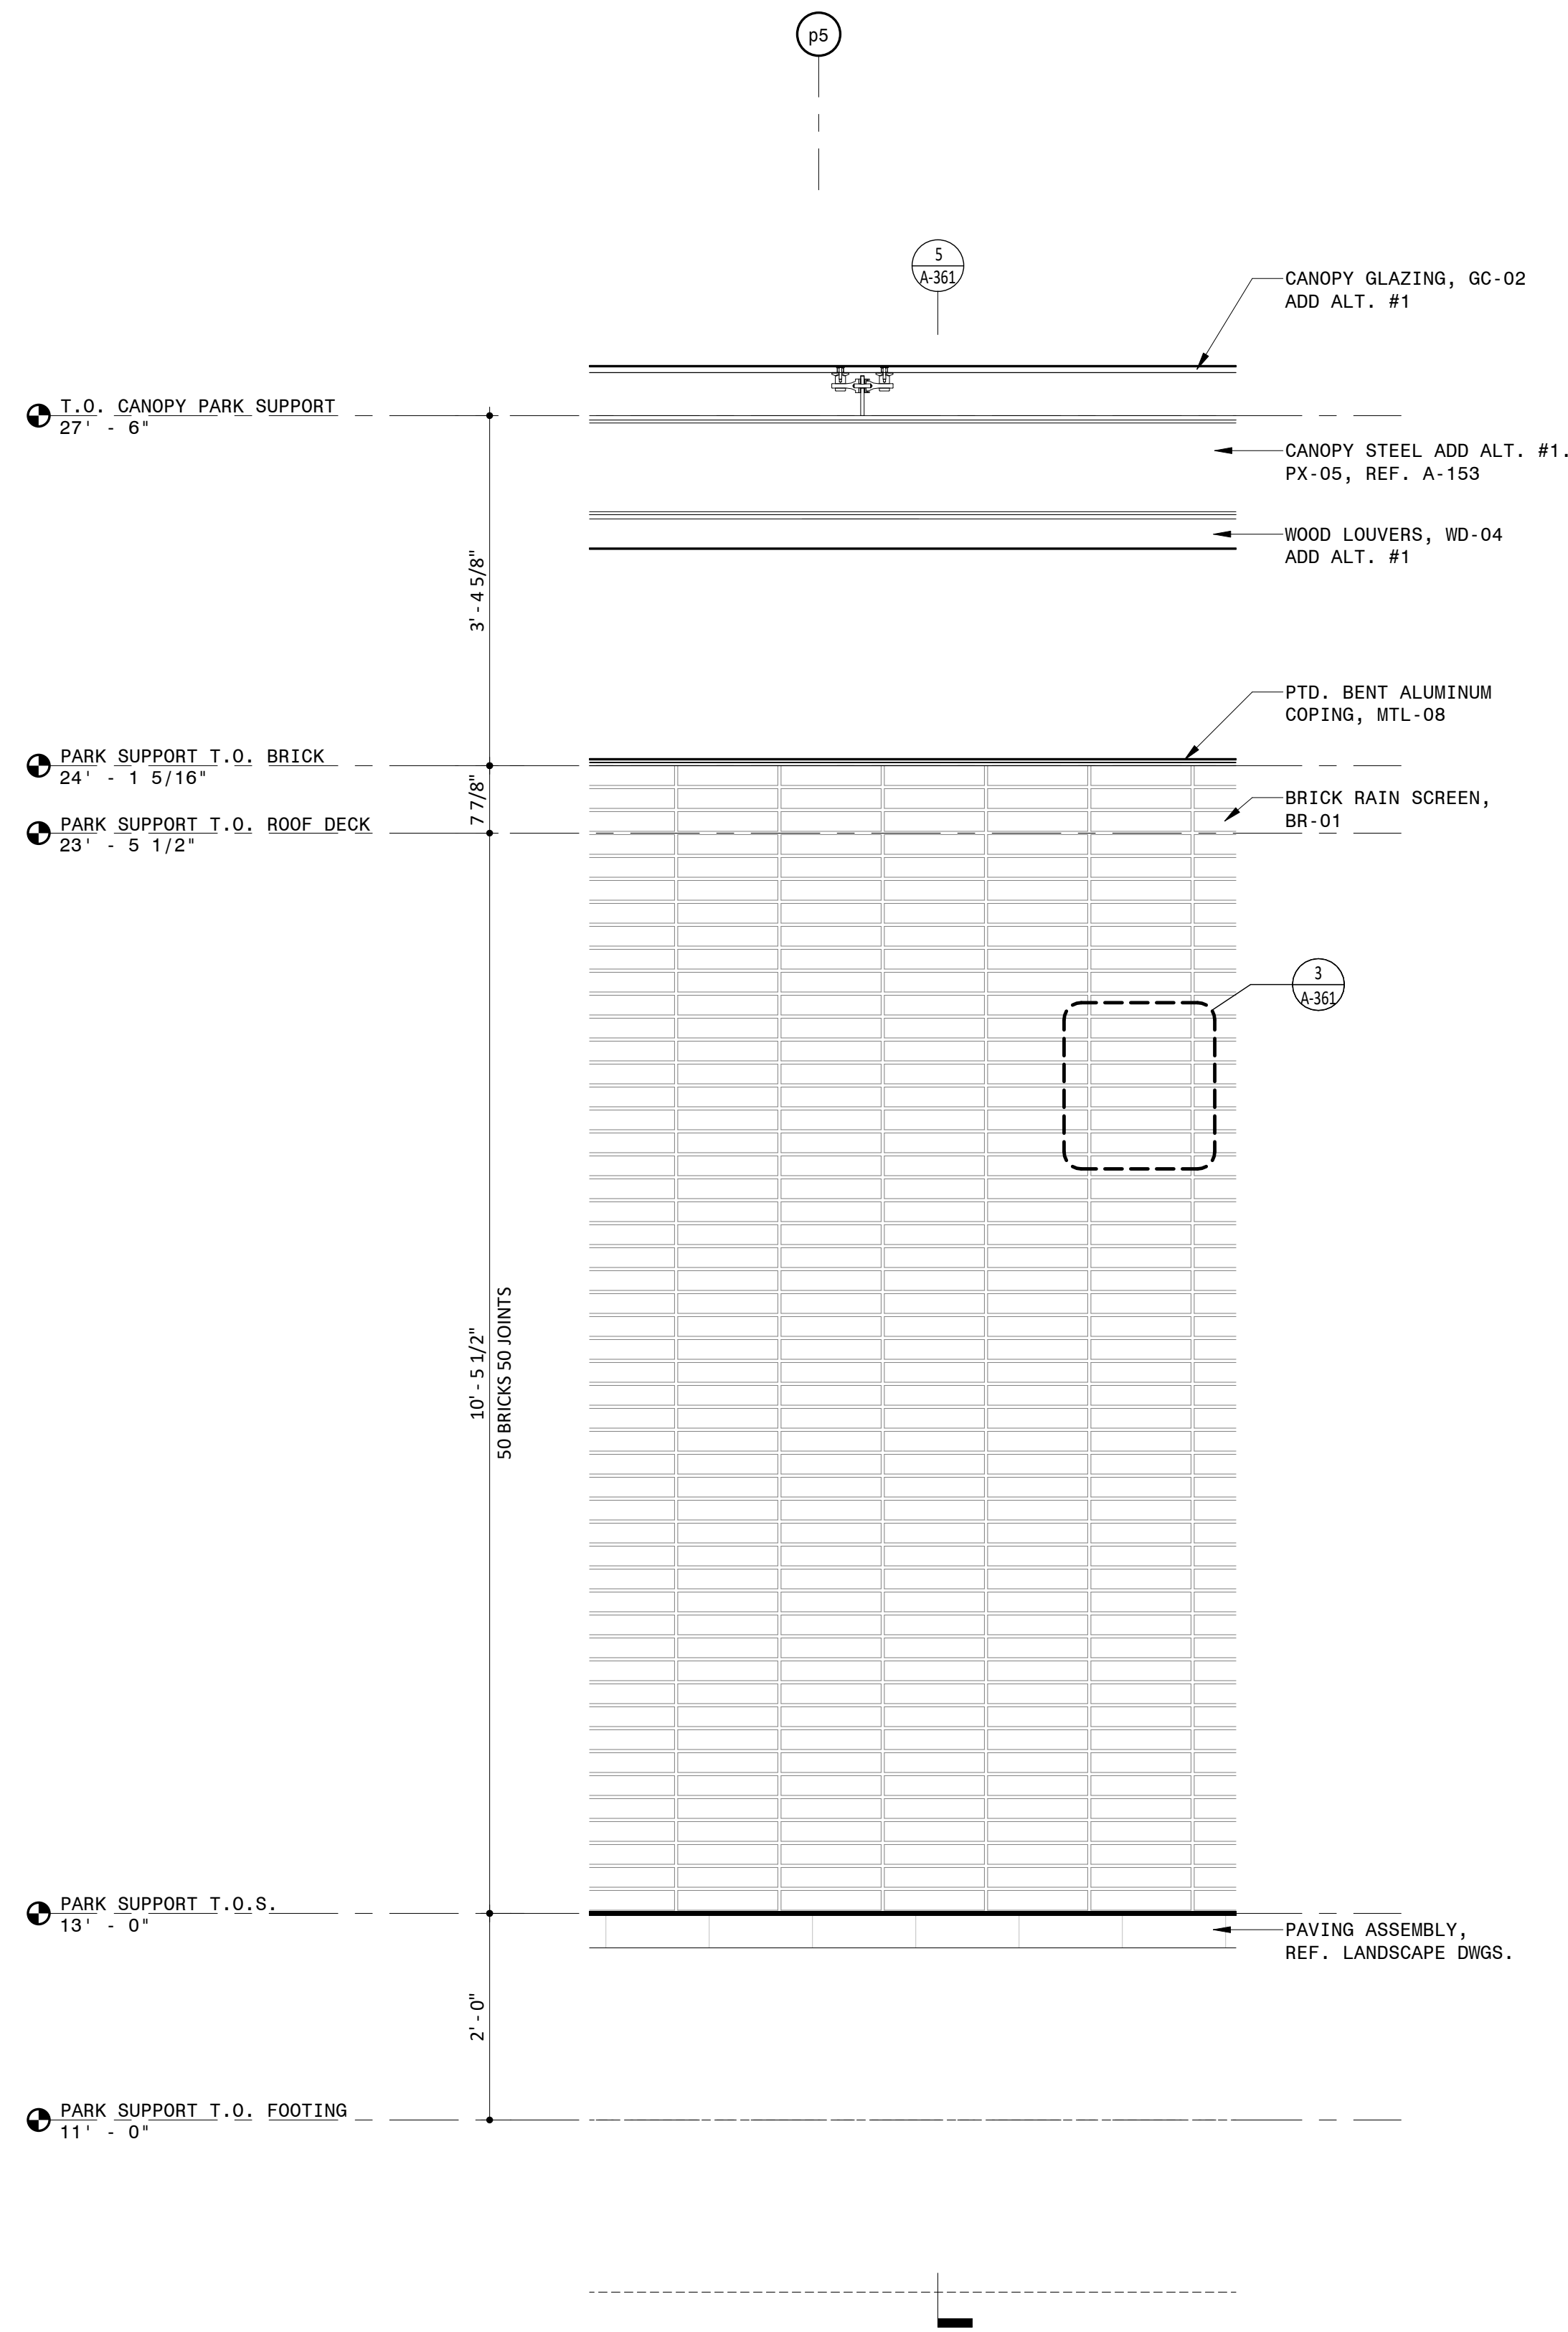 p5
5
A-361
CANOPY GLAZING, GC-02
ADD ALT. #1
T.O. CANOPY PARK SUPPORT
27' - 6"
CANOPY STEEL ADD ALT. #1.
PX-05, REF. A-153
WOOD LOUVERS, WD-04
ADD ALT. #1
3' - 4 5/8"
PTD. BENT ALUMINUM
COPING, MTL-08
PARK SUPPORT T.O. BRICK
24' - 1 5/16"
7 7/8"
BRICK RAIN SCREEN,
BR-01
PARK SUPPORT T.O. ROOF DECK
23' - 5 1/2"
3
A-361
10' - 5 1/2"
50 BRICKS 50 JOINTS
PARK SUPPORT T.O.S.
13' - 0"
PAVING ASSEMBLY,
REF. LANDSCAPE DWGS.
2' - 0"
PARK SUPPORT T.O. FOOTING
11' - 0"